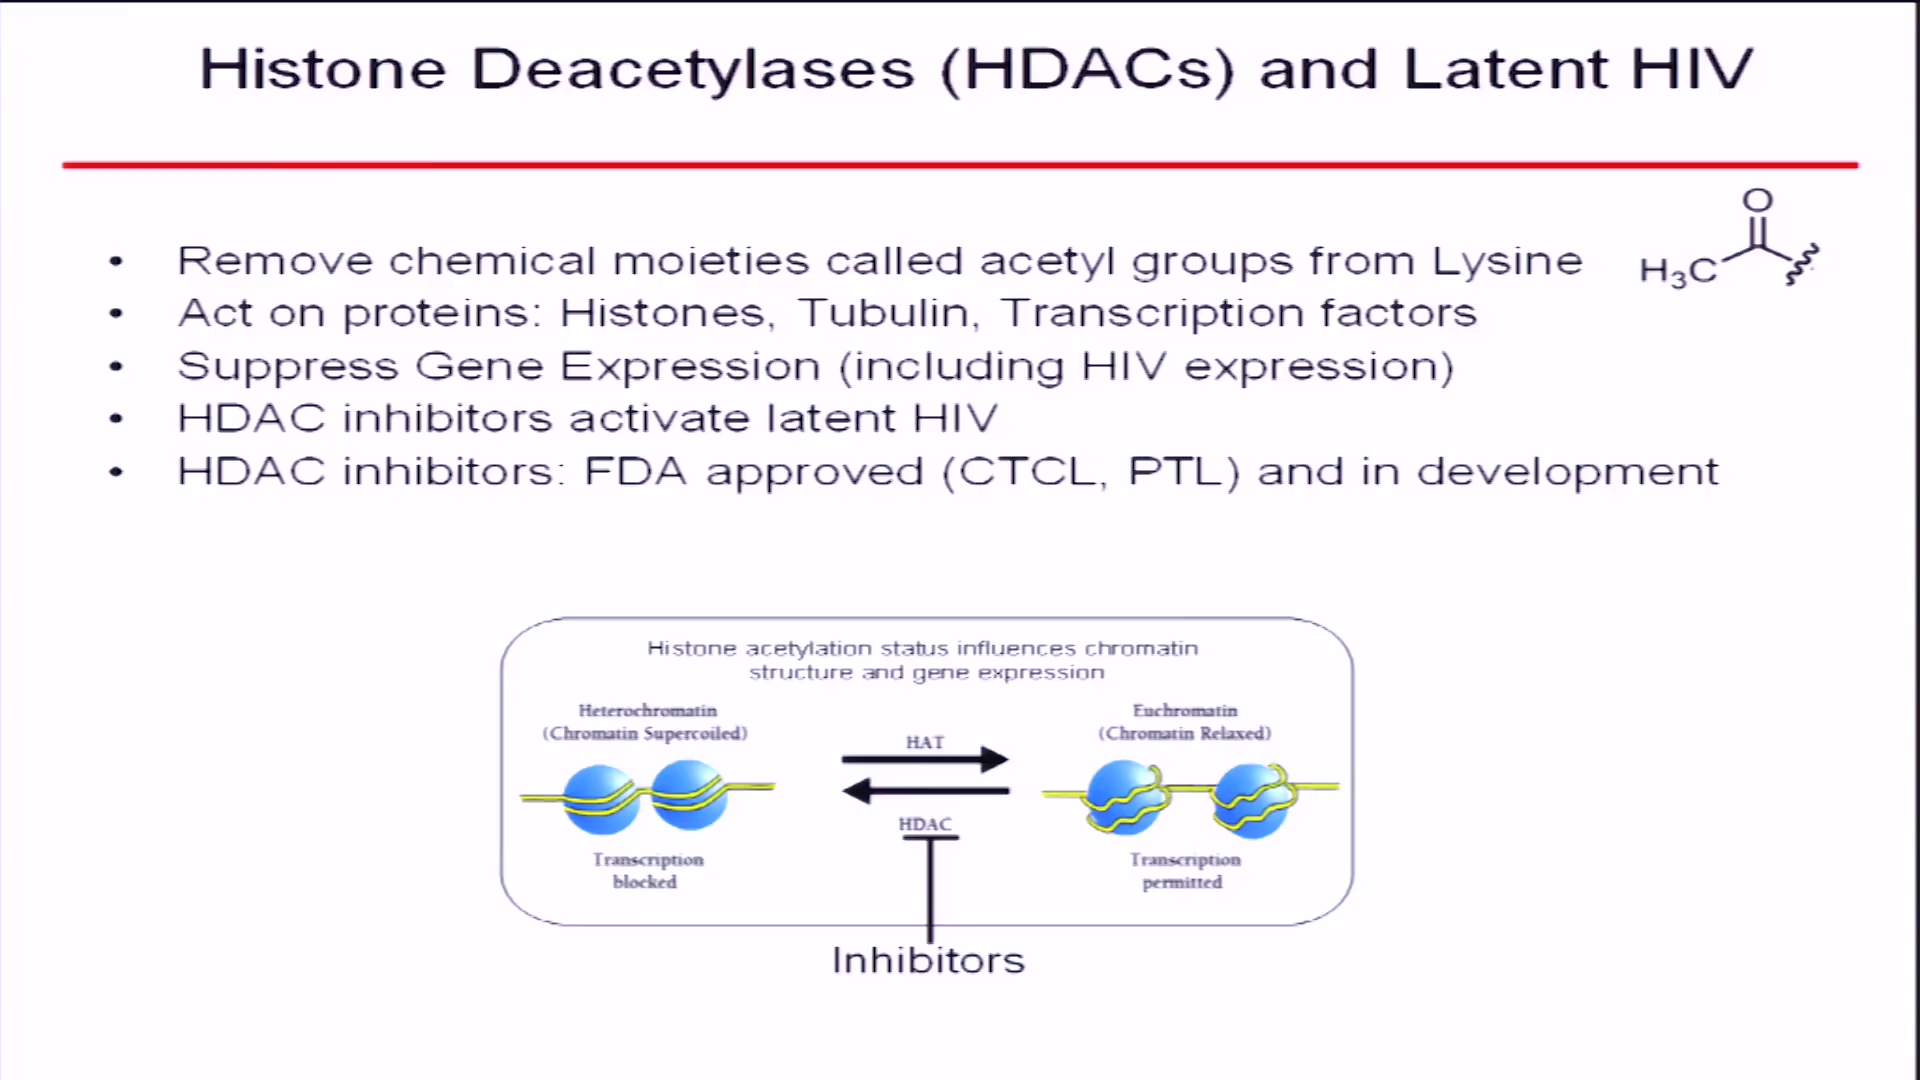 Histone Deacetylases (HDACs) and Latent HIV
• Remove chemical moieties called acetyl groups from Lysine
O
H₃C
• Act on proteins: Histones, Tubulin, Transcription factors
• Suppress Gene Expression (including HIV expression)
• HDAC inhibitors activate latent HIV
• HDAC inhibitors: FDA approved (CTCL, PTL) and in development
Histone acetylation status influences chromatin
structure and gene expression
Heterochromatin
(Chromatin Supercoiled)
HAT
HDAC
Euchromatin
(Chromatin Relaxed)
Transcription
blocked
Transcription
permitted
Inhibitors